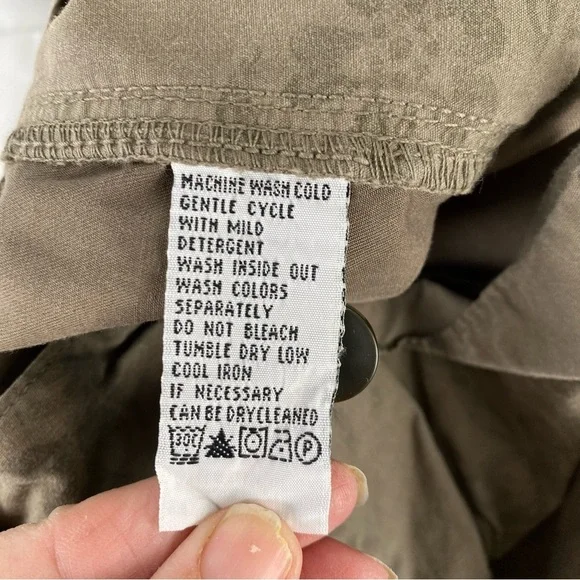 MACHINE WASH COLD
GENTLE CYCLE
WITH MILD
DETERGENT
WASH INSIDE OUT
WASH COLORS
SEPARATELY
DO NOT BLEACH
TUMBLE DRY LOW
COOL IRON
IF NECESSARY
CAN BE DRYCLEANED
30C P